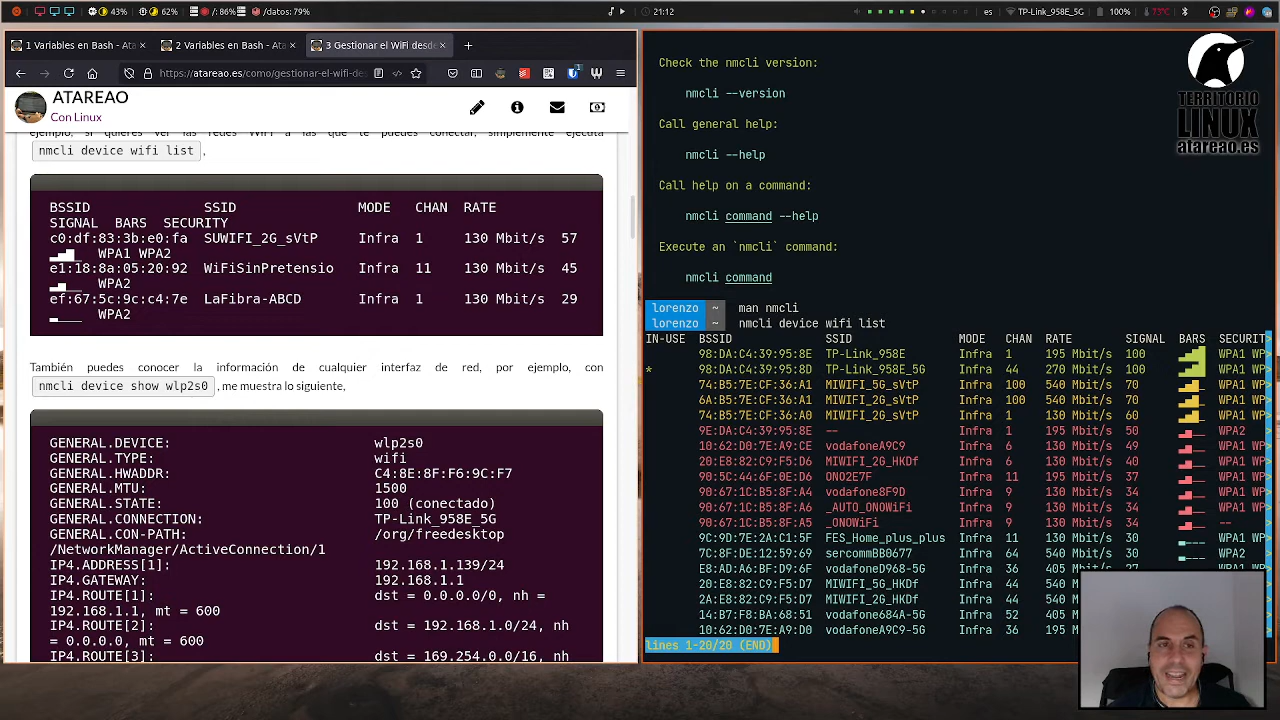 43% 62% /:86% /datos: 79% 21:12 es TP-Link_958E_5G 100% 73°C
1 Variables en Bash - Ata
2 Variables en Bash - Ata
3 Gestionar el WiFi desde
https://atareao.es/como/gestionar-el-wifi-de
ATAREAO
Con Linux
ejemplo, si quieres ver las redes WiFi a las que te puedes conectar, simplemente ejecuta
nmcli device wifi list ,
BSSID SSID MODE CHAN RATE
SIGNAL BARS SECURITY
c0:df:83:3b:e0:fa SUWIFI_2G_sVtP Infra 1 130 Mbit/s 57
WPA1 WPA2
e1:18:8a:05:20:92 WiFiSinPretensio Infra 11 130 Mbit/s 45
WPA2
ef:67:5c:9c:c4:7e LaFibra-ABCD Infra 1 130 Mbit/s 29
WPA2
También puedes conocer la información de cualquier interfaz de red, por ejemplo, con
nmcli device show wlp2s0 , me muestra lo siguiente,
GENERAL.DEVICE: wlp2s0
GENERAL.TYPE: wifi
GENERAL.HWADDR: C4:8E:8F:F6:9C:F7
GENERAL.MTU: 1500
GENERAL.STATE: 100 (conectado)
GENERAL.CONNECTION: TP-Link_958E_5G
GENERAL.CON-PATH: /org/freedesktop
/NetworkManager/ActiveConnection/1
IP4.ADDRESS[1]: 192.168.1.139/24
IP4.GATEWAY: 192.168.1.1
IP4.ROUTE[1]: dst = 0.0.0.0/0, nh =
192.168.1.1, mt = 600
IP4.ROUTE[2]: dst = 192.168.1.0/24, nh
= 0.0.0.0, mt = 600
IP4.ROUTE[3]: dst = 169.254.0.0/16, nh
Check the nmcli version:
nmcli --version
Call general help:
nmcli --help
Call help on a command:
nmcli command --help
Execute an `nmcli` command:
nmcli command
lorenzo ~ man nmcli
lorenzo ~ nmcli device wifi list
IN-USE BSSID SSID MODE CHAN RATE SIGNAL BARS SECURIT>
98:DA:C4:39:95:8E TP-Link_958E Infra 1 195 Mbit/s 100 WPA1 WP>
* 98:DA:C4:39:95:8D TP-Link_958E_5G Infra 44 270 Mbit/s 100 WPA1 WP>
74:B5:7E:CF:36:A1 MIWIFI_5G_sVtP Infra 100 540 Mbit/s 70 WPA1 WP>
6A:B5:7E:CF:36:A1 MIWIFI_2G_sVtP Infra 100 540 Mbit/s 70 WPA1 WP>
74:B5:7E:CF:36:A0 MIWIFI_2G_sVtP Infra 1 130 Mbit/s 60 WPA1 WP>
9E:DA:C4:39:95:8E -- Infra 1 195 Mbit/s 50 WPA2 >
10:62:D0:7E:A9:CE vodafoneA9C9 Infra 6 130 Mbit/s 49 WPA1 WP>
20:E8:82:C9:F5:D6 MIWIFI_2G_HKDf Infra 6 130 Mbit/s 40 WPA1 WP>
90:5C:44:6F:0E:D6 ONO2E7F Infra 11 195 Mbit/s 37 WPA1 WP>
90:67:1C:B5:8F:A4 vodafone8F9D Infra 9 130 Mbit/s 34 WPA1 WP>
90:67:1C:B5:8F:A6 _AUTO_ONOWiFi Infra 9 130 Mbit/s 34 WPA1 WP>
90:67:1C:B5:8F:A5 _ONOWiFi Infra 9 130 Mbit/s 34 -- >
9C:9D:7E:2A:C1:5F FES_Home_plus_plus Infra 11 130 Mbit/s 30 WPA1 WP>
7C:8F:DE:12:59:69 sercommBB0677 Infra 64 540 Mbit/s 30 WPA2 >
E8:AD:A6:BF:D9:6F vodafoneD968-5G Infra 36 405 Mbit/s 27 WPA1 WP>
20:E8:82:C9:F5:D7 MIWIFI_5G_HKDf Infra 44 540 M
2A:E8:82:C9:F5:D7 MIWIFI_2G_HKDf Infra 44 540 M
14:B7:F8:BA:68:51 vodafone684A-5G Infra 52 405 M
10:62:D0:7E:A9:D0 vodafoneA9C9-5G Infra 36 195 M
lines 1-20/20 (END)
TERRITORIO
LINUX
atareao.es